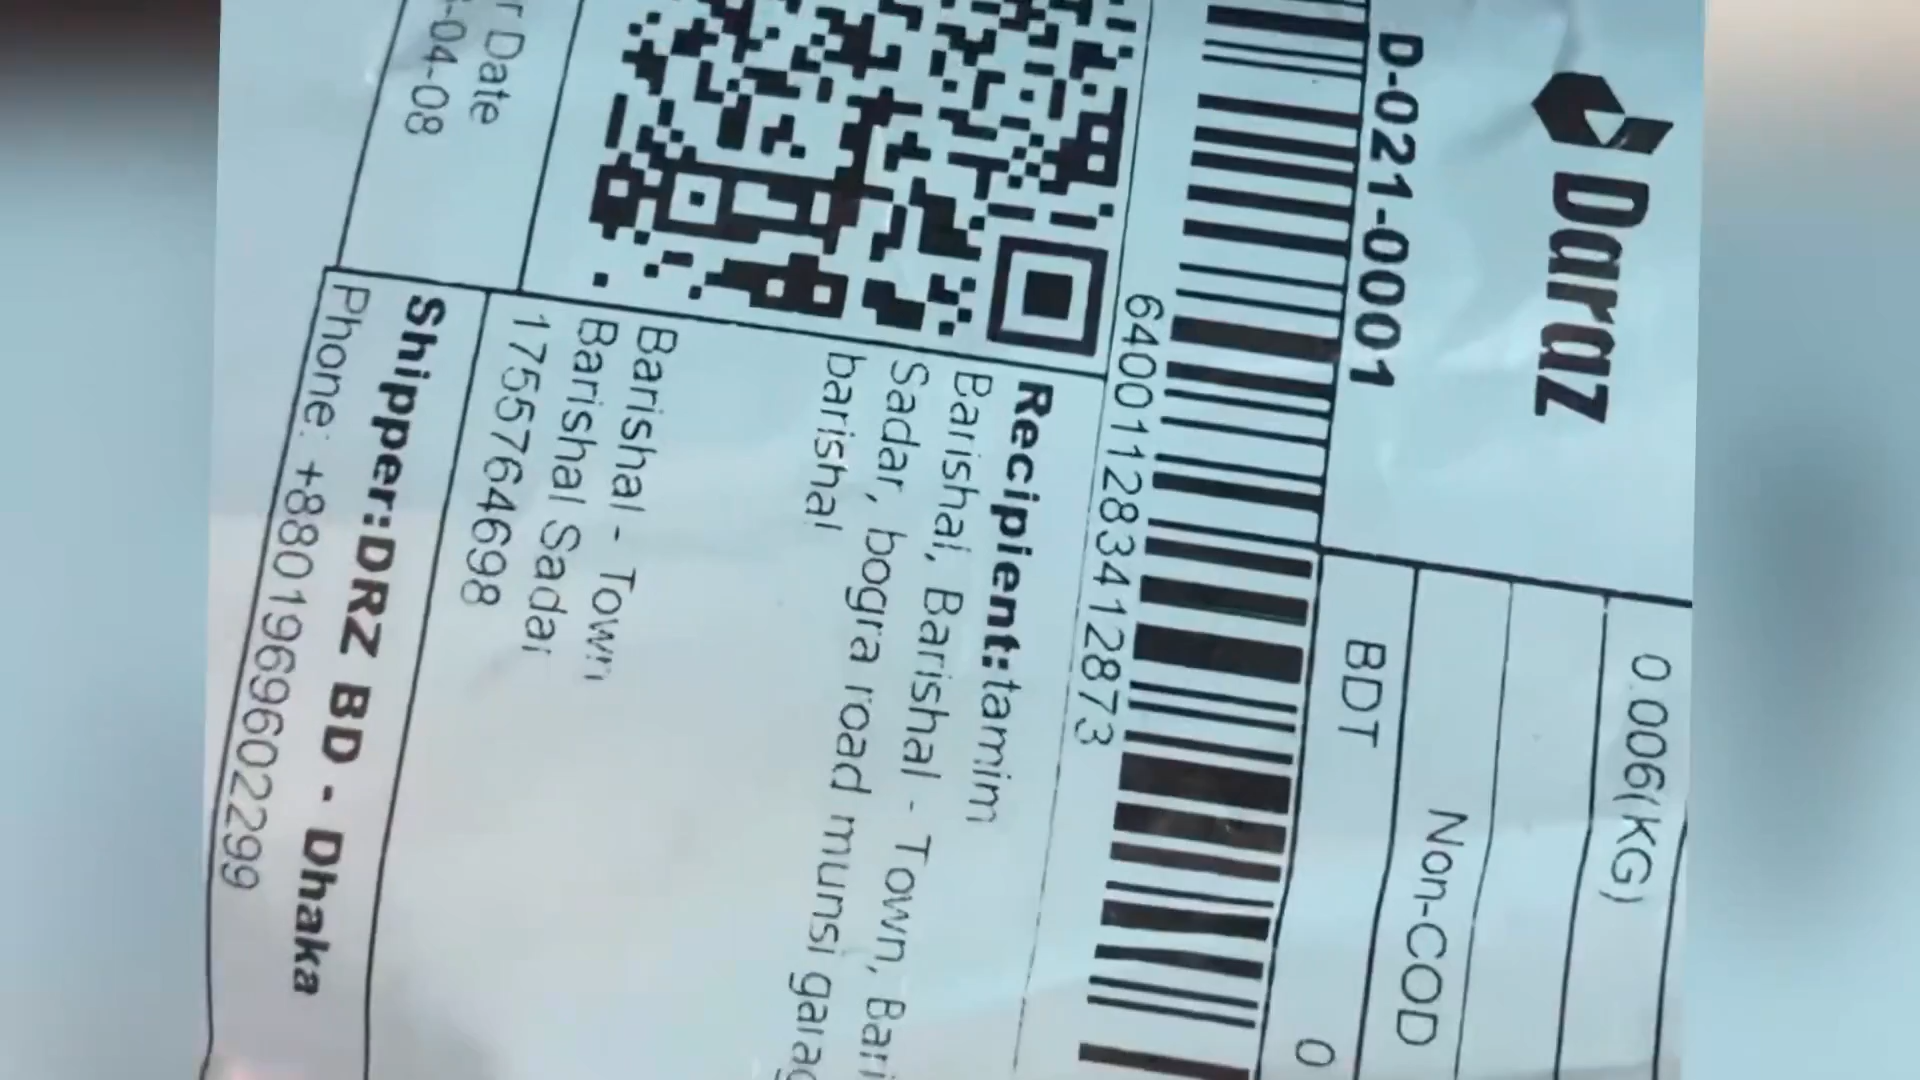 Daraz
0.006(KG)
Non-COD
D-021-0001
BDT
0
640011283412873
Recipient:tamim
Barishal, Barishal - Town, Bari
Sadar, bogra road munsi garag
barishal
Barishal - Town
Barishal Sadar
1755764698
r Date
-04-08
Shipper:DRZ BD - Dhaka
Phone: +8801969602299